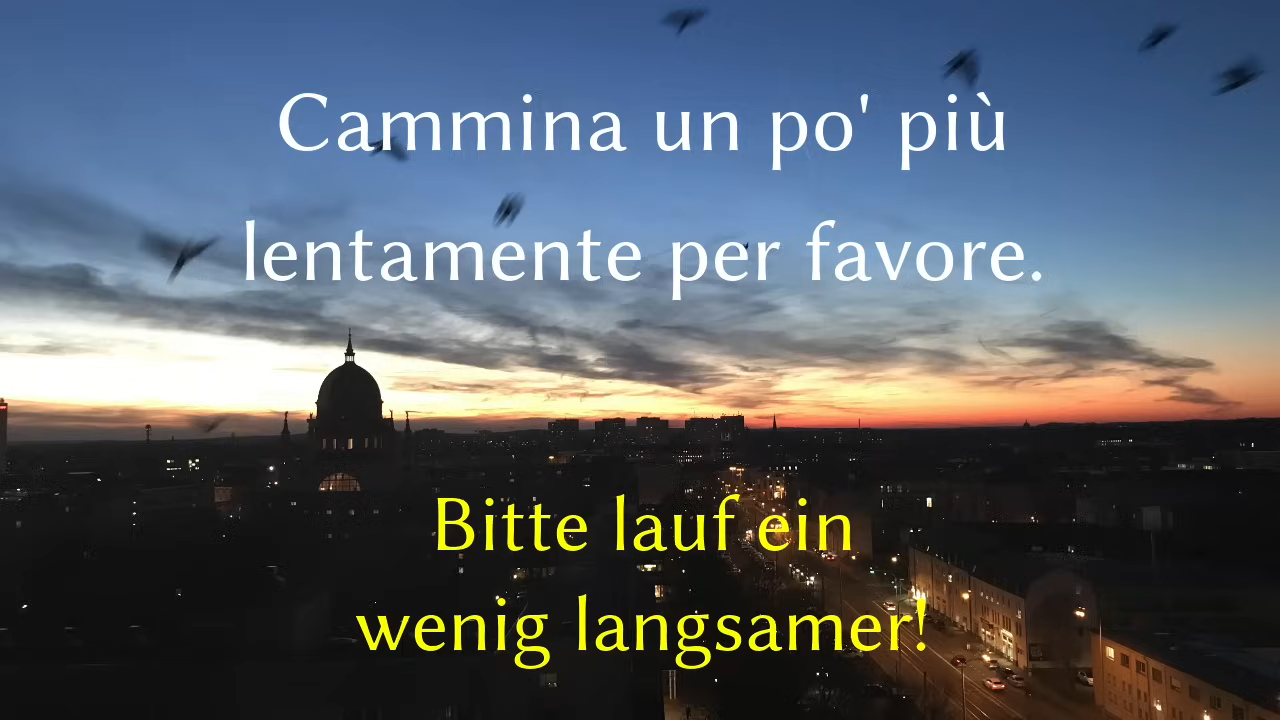 Cammina un po' più
lentamente per favore.
Bitte lauf ein
wenig langsamer!